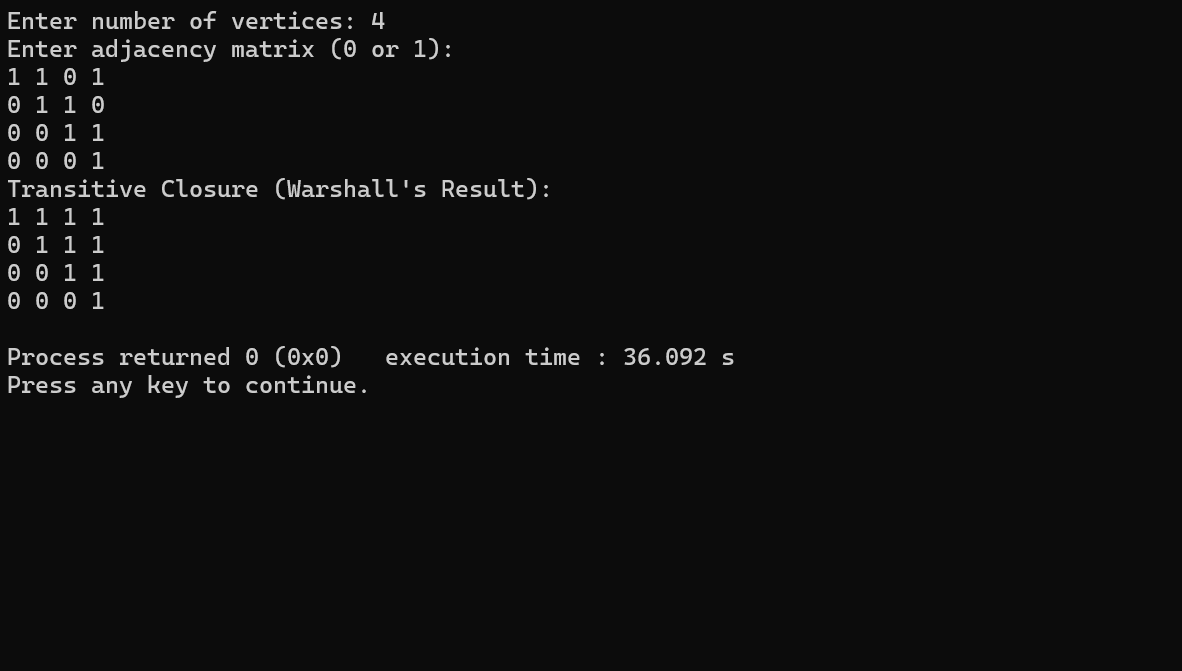 Enter number of vertices: 4
Enter adjacency matrix (0 or 1):
1 1 0 1
0 1 1 0
0 0 1 1
0 0 0 1
Transitive Closure (Warshall's Result):
1 1 1 1
0 1 1 1
0 0 1 1
0 0 0 1
Process returned 0 (0x0)   execution time : 36.092 s
Press any key to continue.